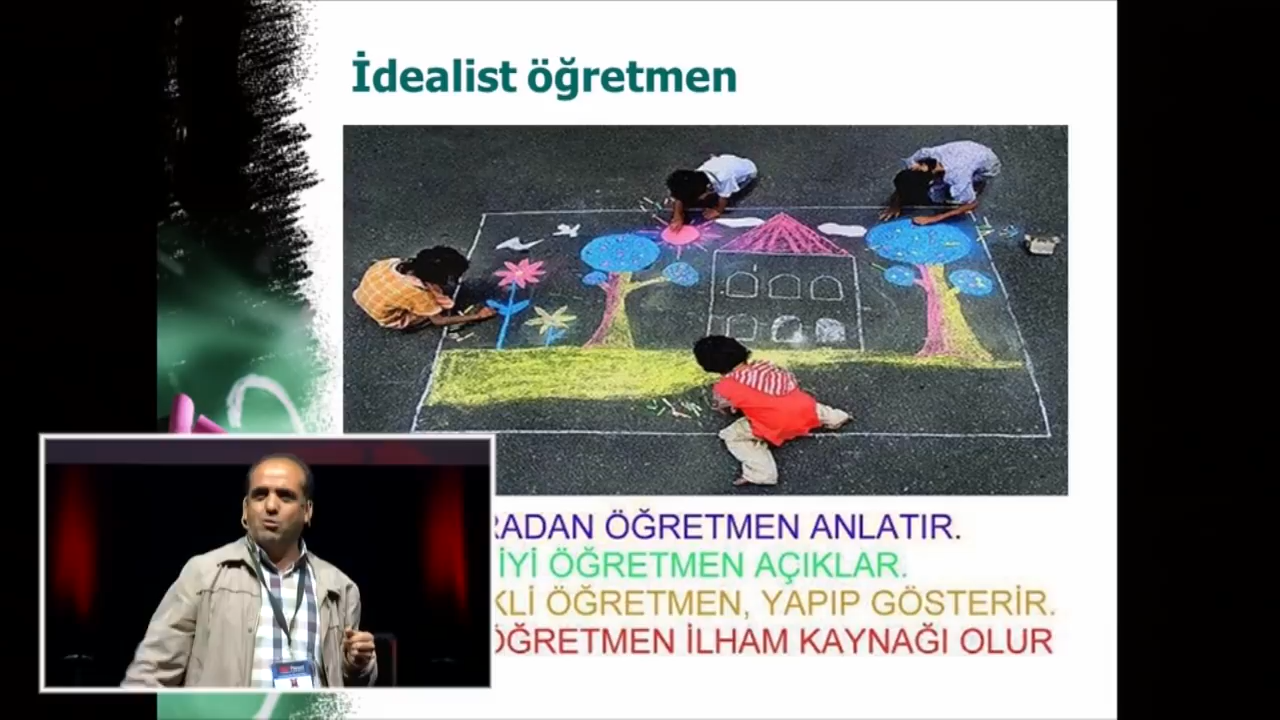 İdealist öğretmen
RADAN ÖĞRETMEN ANLATIR.
İYİ ÖĞRETMEN AÇIKLAR.
KLİ ÖĞRETMEN, YAPIP GÖSTERİR.
ÖĞRETMEN İLHAM KAYNAĞI OLUR